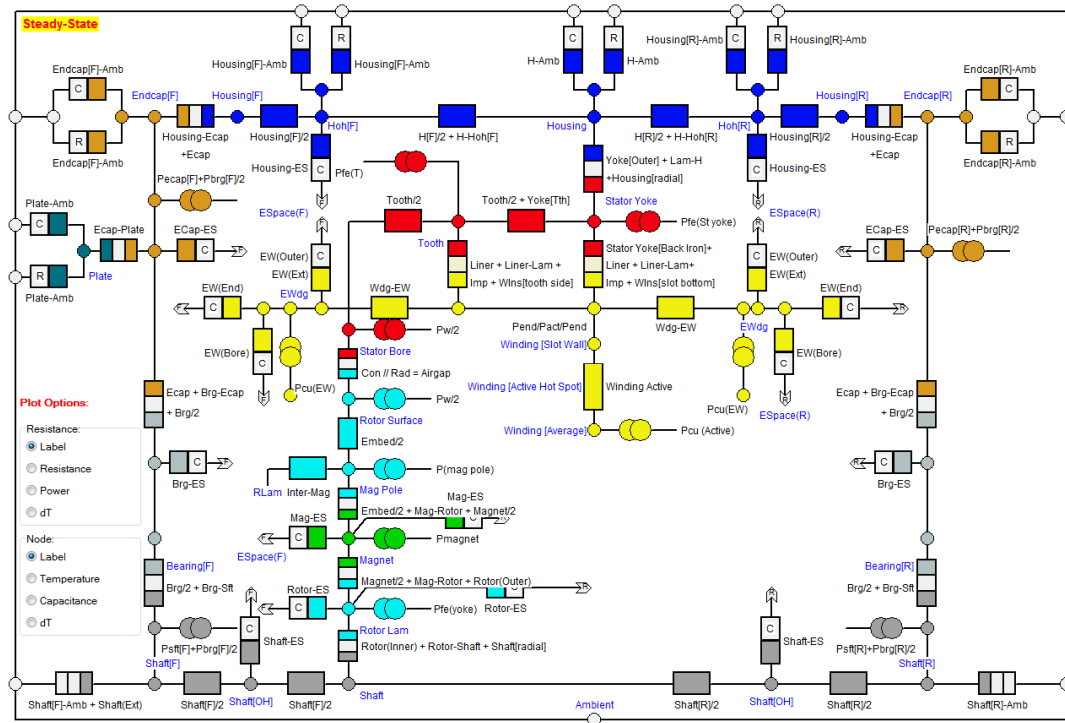 Steady-State
C
R
C
R
C
R
Housing[F]-Amb
Housing[F]-Amb
H-Amb
H-Amb
Housing[R]-Amb
Housing[R]-Amb
Endcap[F]-Amb
Endcap[R]-Amb
C
C
Endcap[F]
Housing[F]
Housing[R]
Endcap[R]
R
R
Housing-Ecap
+Ecap
Housing[F]/2
Hoh[F]
H[F]/2 + H-Hoh[F]
Housing
H[R]/2 + H-Hoh[R]
Hoh[R]
Housing[R]/2
Housing-Ecap
+Ecap
Endcap[F]-Amb
Endcap[R]-Amb
Housing-ES
C
Pfe(T)
Yoke[Outer] + Lam-H
+Housing[radial]
Housing-ES
C
Pecap[F]+Pbrg[F]/2
F
R
Plate-Amb
C
Ecap-Plate
ECap-ES
C
F
ESpace(F)
F
Tooth/2
Tooth/2 + Yoke[Tth]
Stator Yoke
Pfe(St yoke)
ESpace(R)
R
ECap-ES
R
C
Pecap[R]+Pbrg[R]/2
Tooth
EW(Outer)
C
EW(Ext)
Stator Yoke[Back Iron]+
Liner + Liner-Lam +
Imp + WIns[tooth side]
Liner + Liner-Lam+
Imp + WIns[slot bottom]
EW(Outer)
C
EW(Ext)
R
Plate
Plate-Amb
EW(End)
F
C
EWdg
Wdg-EW
Wdg-EW
EWdg
EW(End)
C
R
EW(Bore)
C
F
Pcu(EW)
Pw/2
Stator Bore
Con // Rad = Airgap
Pend/Pact/Pend
Winding [Slot Wall]
EW(Bore)
C
R
Pcu(EW)
ESpace(R)
Winding [Active Hot Spot]
Winding Active
Ecap + Brg-Ecap
+ Brg/2
Pw/2
Rotor Surface
Embed/2
Winding [Average]
Pcu (Active)
Ecap + Brg-Ecap
+ Brg/2
Plot Options:
Resistance:
Label
Resistance
Power
dT
Brg-ES
C
F
RLam
Inter-Mag
P(mag pole)
Mag Pole
Brg-ES
R
C
Embed/2 + Mag-Rotor + Magnet/2
Mag-ES
C
R
Mag-ES
F
C
ESpace(F)
Pmagnet
Node:
Label
Temperature
Capacitance
dT
Magnet
Bearing[F]
Brg/2 + Brg-Sft
Magnet/2 + Mag-Rotor + Rotor(Outer)
R
C
Rotor-ES
Rotor-ES
F
C
Pfe(yoke)
Bearing[R]
Brg/2 + Brg-Sft
Rotor Lam
F
C
Shaft-ES
R
C
Shaft-ES
Psft[F]+Pbrg[F]/2
Rotor(Inner) + Rotor-Shaft + Shaft[radial]
Psft[R]+Pbrg[R]/2
Shaft[F]
Shaft[R]
Shaft[F]-Amb + Shaft(Ext)
Shaft[F]/2
Shaft[OH]
Shaft[F]/2
Shaft
Ambient
Shaft[R]/2
Shaft[OH]
Shaft[R]/2
Shaft[R]-Amb